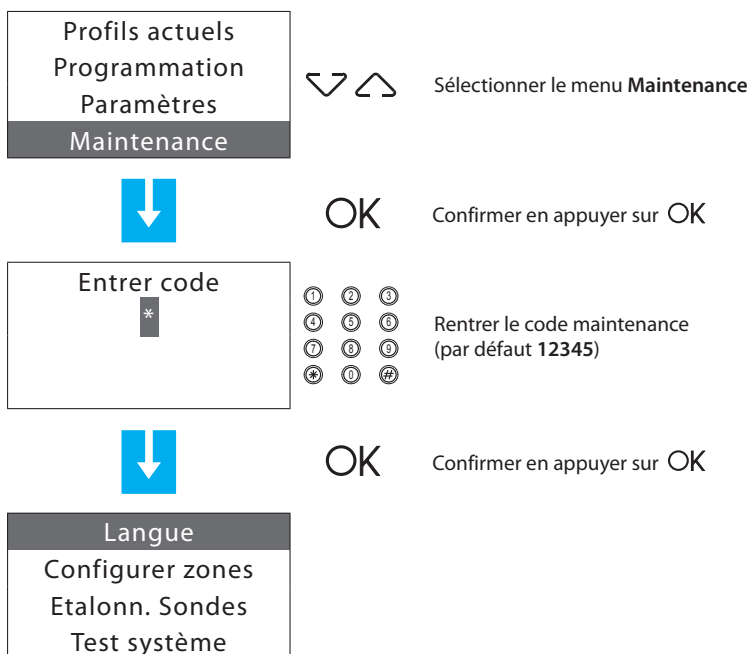 Profils actuels
Programmation
Paramètres
Maintenance
Sélectionner le menu Maintenance
OK
Confirmer en appuyer sur OK
Entrer code
*
1 2 3
4 5 6
7 8 9
* 0 #
Rentrer le code maintenance
(par défaut 12345)
OK
Confirmer en appuyer sur OK
Langue
Configurer zones
Etalonn. Sondes
Test système